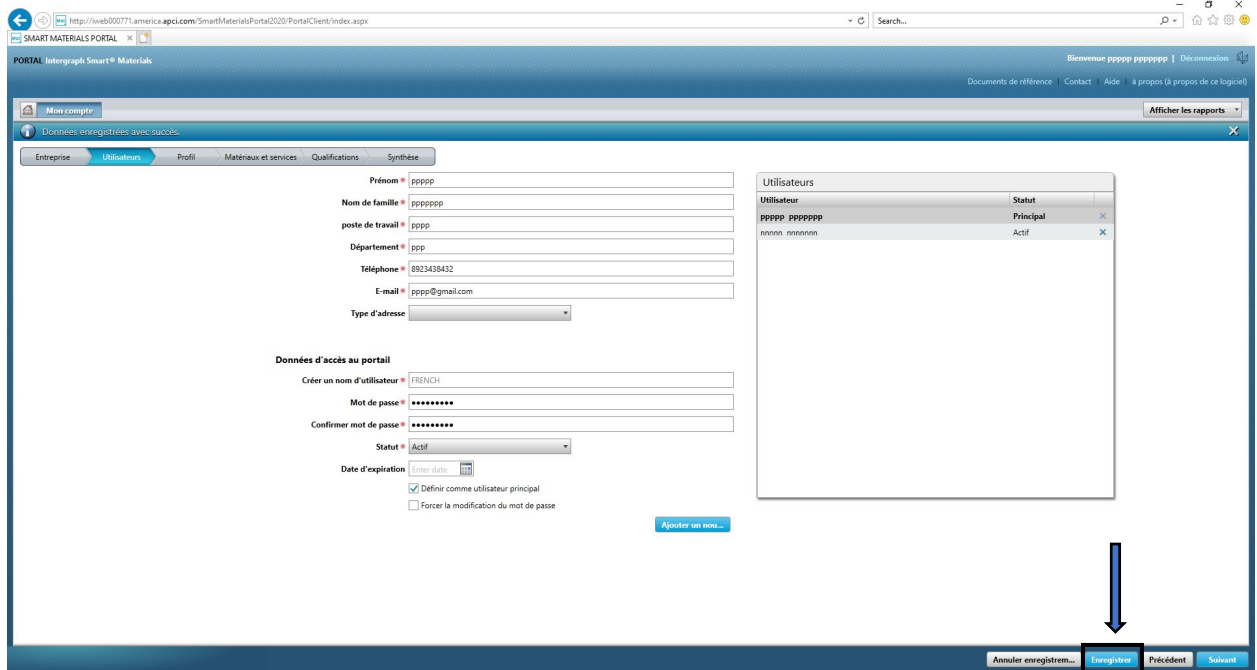 http://iweb000771.america.apci.com/SmartMaterialsPortal2020/PortalClient/index.aspx
Search...
SMART MATERIALS PORTAL
PORTAL Intergraph Smart® Materials
Bienvenue ppppp ppppppp | Déconnexion
Documents de référence | Contact | Aide | à propos (à propos de ce logiciel)
Mon compte
Afficher les rapports
Données enregistrées avec succès.
Entreprise Utilisateurs Profil Matériaux et services Qualifications Synthèse
Prénom * ppppp
Nom de famille * ppppppp
poste de travail * pppp
Département * ppp
Téléphone * 8923438432
E-mail * pppp@gmail.com
Type d'adresse
Données d'accès au portail
Créer un nom d'utilisateur * FRENCH
Mot de passe * •••••••••
Confirmer mot de passe * •••••••••
Statut * Actif
Date d'expiration Enter date
Définir comme utilisateur principal
Forcer la modification du mot de passe
Ajouter un nou...
Utilisateurs
Utilisateur Statut
ppppp ppppppp Principal
nnnnn nnnnnnn Actif
Annuler enregistrem... Enregistrer Précédent Suivant